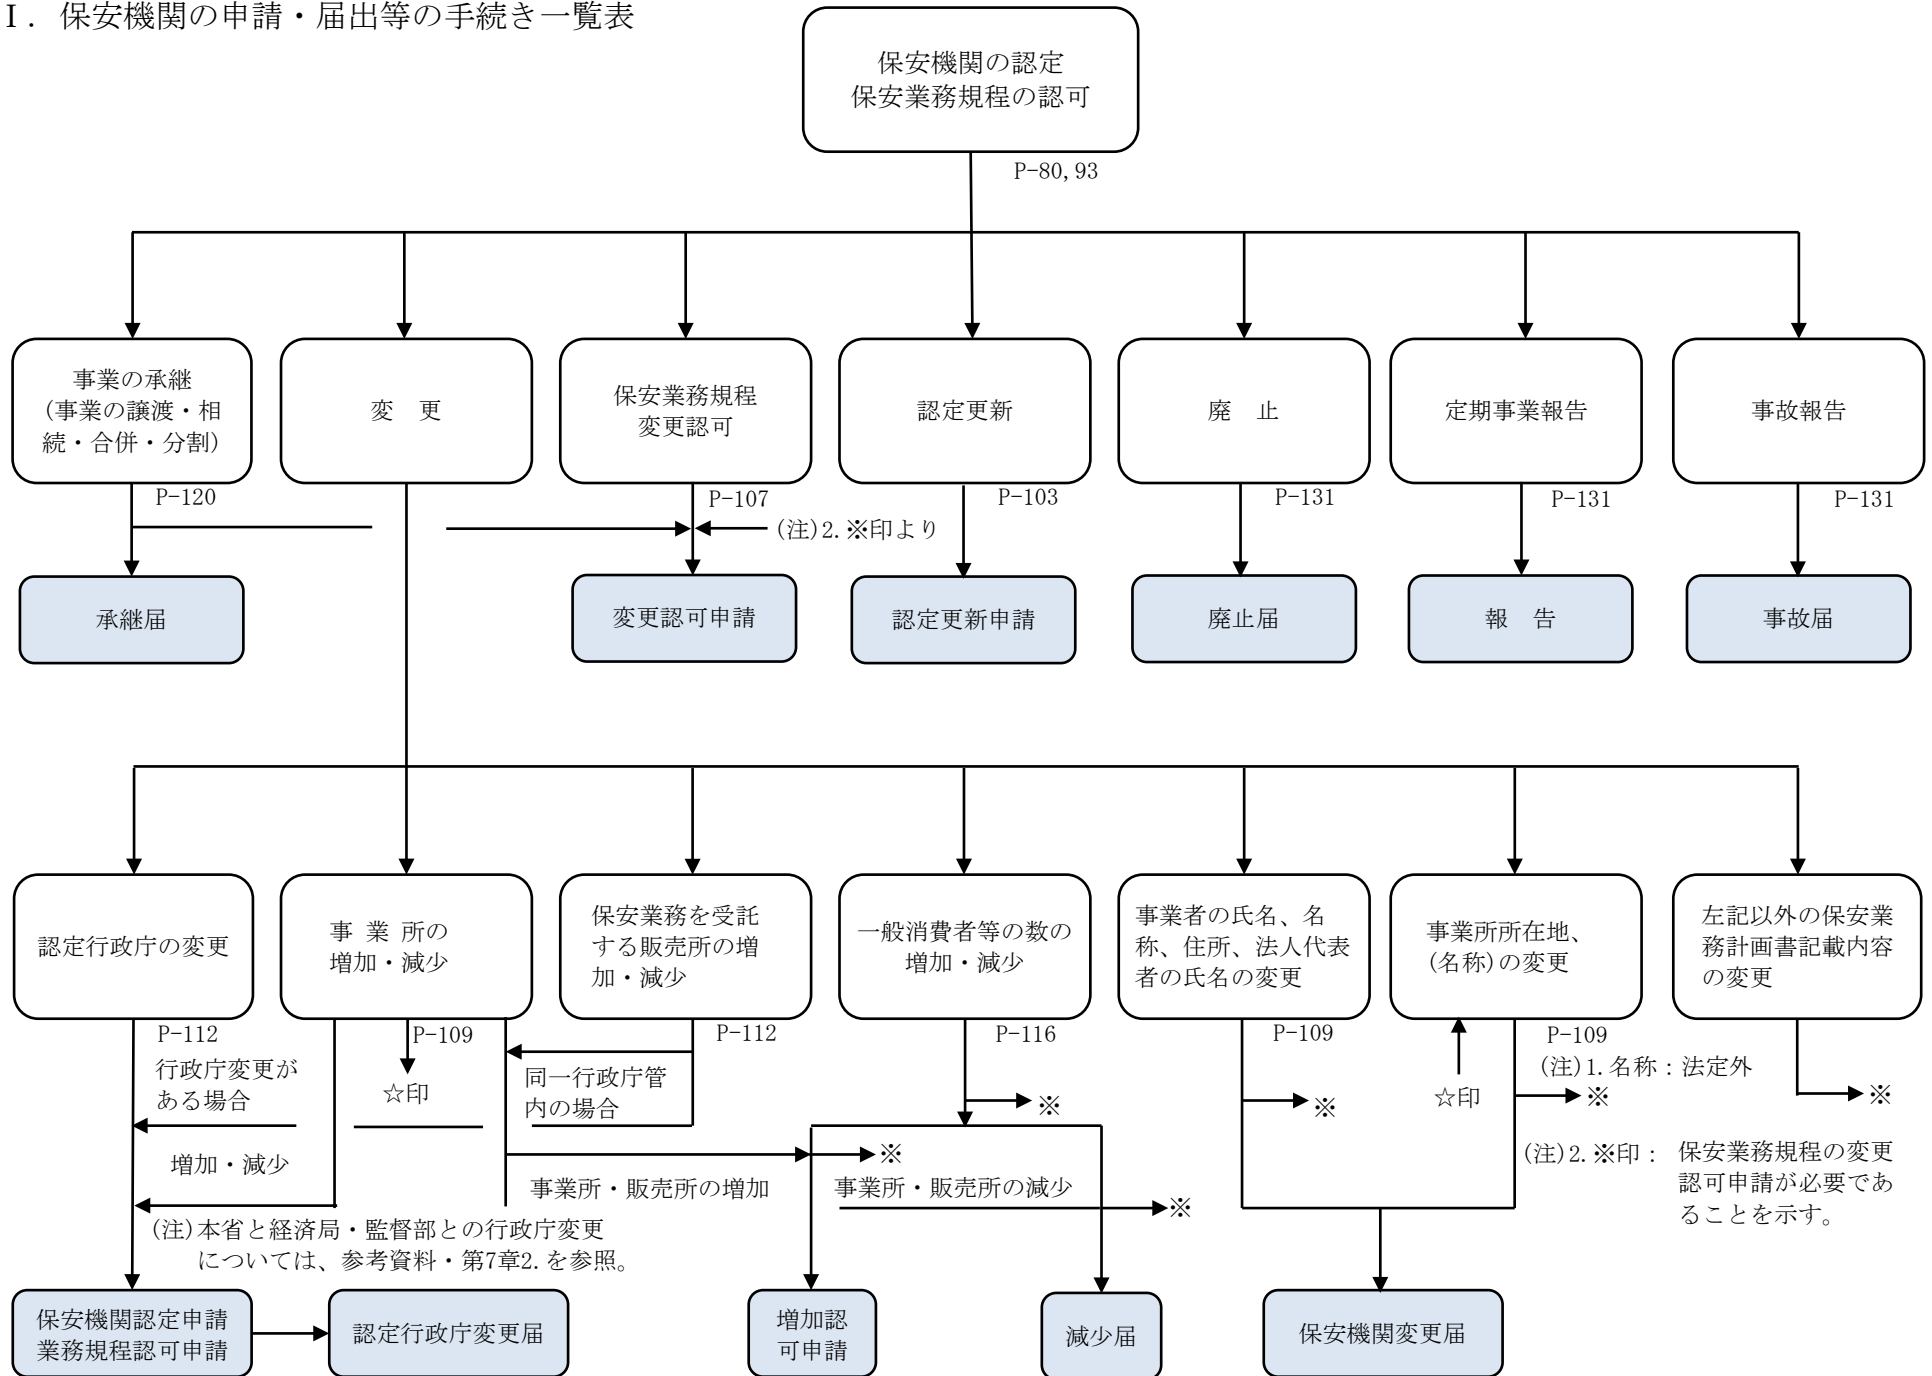 Ⅰ. 保安機関の申請・届出等の手続き一覧表
保安機関の認定
保安業務規程の認可
P-80,93
事業の承継
(事業の譲渡・相
続・合併・分割)
変 更
保安業務規程
変更認可
認定更新
廃 止
定期事業報告
事故報告
P-120
P-107
P-103
P-131
P-131
P-131
(注)2.※印より
承継届
変更認可申請
認定更新申請
廃止届
報 告
事故届
認定行政庁の変更
事 業 所の
増加・減少
保安業務を受託
する販売所の増
加・減少
一般消費者等の数の
増加・減少
事業者の氏名、名
称、住所、法人代表
者の氏名の変更
事業所所在地、
(名称)の変更
左記以外の保安業
務計画書記載内容
の変更
P-112
P-109
P-112
P-116
P-109
P-109
行政庁変更が
ある場合
☆印
同一行政庁管
内の場合
※
※
☆印
(注)1.名称：法定外
※
※
増加・減少
事業所・販売所の増加
※
事業所・販売所の減少
※
(注)2.※印： 保安業務規程の変更
認可申請が必要であ
ることを示す。
(注)本省と経済局・監督部との行政庁変更
については、参考資料・第7章2.を参照。
保安機関認定申請
業務規程認可申請
認定行政庁変更届
増加認
可申請
減少届
保安機関変更届